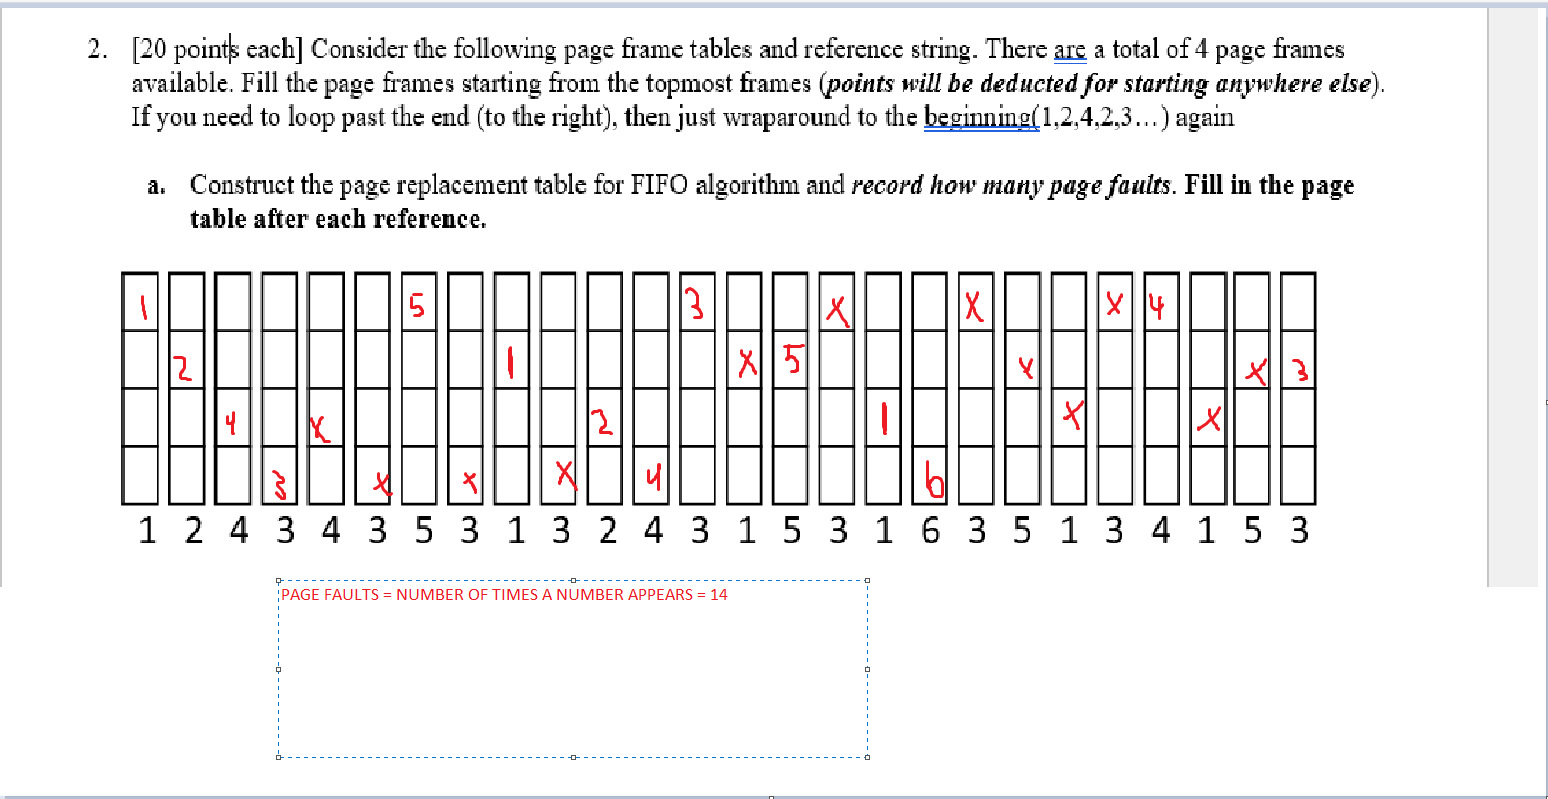 2. [20 points each] Consider the following page frame tables and reference string. There are a total of 4 page frames
available. Fill the page frames starting from the topmost frames (points will be deducted for starting anywhere else).
If you need to loop past the end (to the right), then just wraparound to the beginning(1,2,4,2,3…) again
a. Construct the page replacement table for FIFO algorithm and record how many page faults. Fill in the page
table after each reference.
1 5 3 X X X 4
2 1 X 5 X X 3
4 X 2 1 X X
3 X X X 4 6
1 2 4 3 4 3 5 3 1 3 2 4 3 1 5 3 1 6 3 5 1 3 4 1 5 3
PAGE FAULTS = NUMBER OF TIMES A NUMBER APPEARS = 14